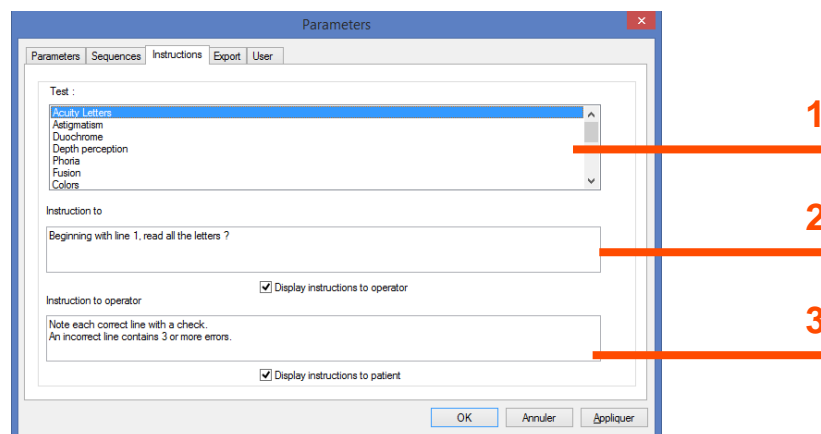 Parameters
Parameters Sequences Instructions Export User
Test :
Acuity Letters
Astigmatism
Duochrome
Depth perception
Phoria
Fusion
Colors
1
Instruction to
Beginning with line 1, read all the letters ?
2
Display instructions to operator
Instruction to operator
Note each correct line with a check.
An incorrect line contains 3 or more errors.
3
Display instructions to patient
OK Annuler Appliquer